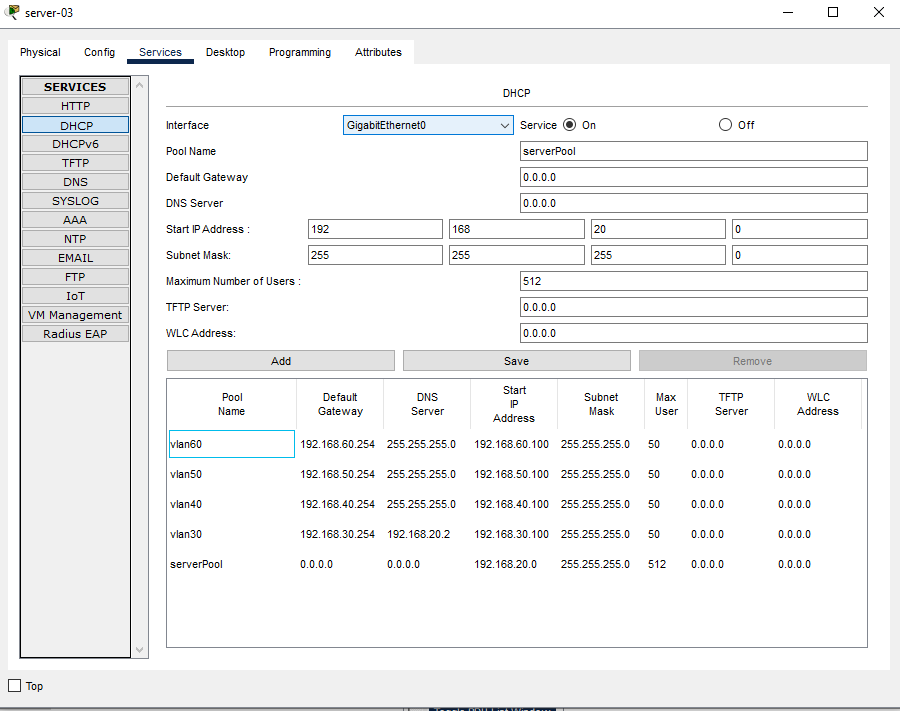 server-03
Physical Config Services Desktop Programming Attributes
SERVICES
HTTP
DHCP
DHCPv6
TFTP
DNS
SYSLOG
AAA
NTP
EMAIL
FTP
IoT
VM Management
Radius EAP
DHCP
Interface GigabitEthernet0 Service On Off
Pool Name serverPool
Default Gateway 0.0.0.0
DNS Server 0.0.0.0
Start IP Address : 192 168 20 0
Subnet Mask: 255 255 255 0
Maximum Number of Users : 512
TFTP Server: 0.0.0.0
WLC Address: 0.0.0.0
Add Save Remove
Pool Name Default Gateway DNS Server Start IP Address Subnet Mask Max User TFTP Server WLC Address
vlan60 192.168.60.254 255.255.255.0 192.168.60.100 255.255.255.0 50 0.0.0.0 0.0.0.0
vlan50 192.168.50.254 255.255.255.0 192.168.50.100 255.255.255.0 50 0.0.0.0 0.0.0.0
vlan40 192.168.40.254 255.255.255.0 192.168.40.100 255.255.255.0 50 0.0.0.0 0.0.0.0
vlan30 192.168.30.254 192.168.20.2 192.168.30.100 255.255.255.0 50 0.0.0.0 0.0.0.0
serverPool 0.0.0.0 0.0.0.0 192.168.20.0 255.255.255.0 512 0.0.0.0 0.0.0.0
Top